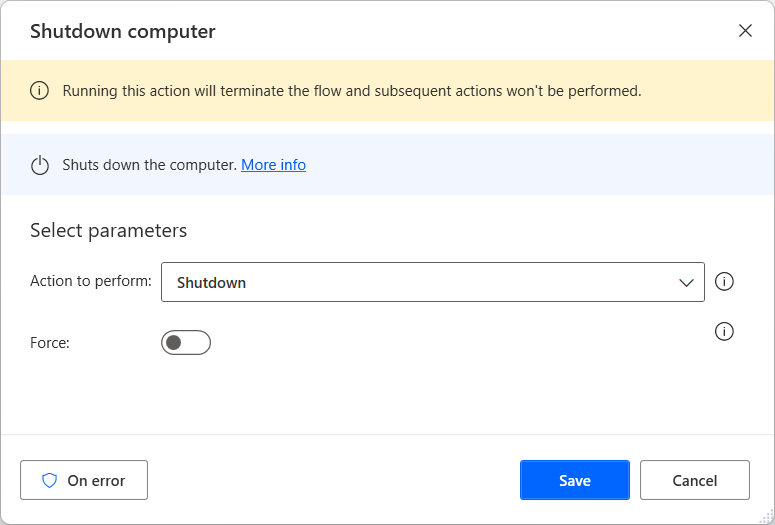 Shutdown computer
Running this action will terminate the flow and subsequent actions won't be performed.
Shuts down the computer. More info
Select parameters
Action to perform: Shutdown
Force:
On error Save Cancel